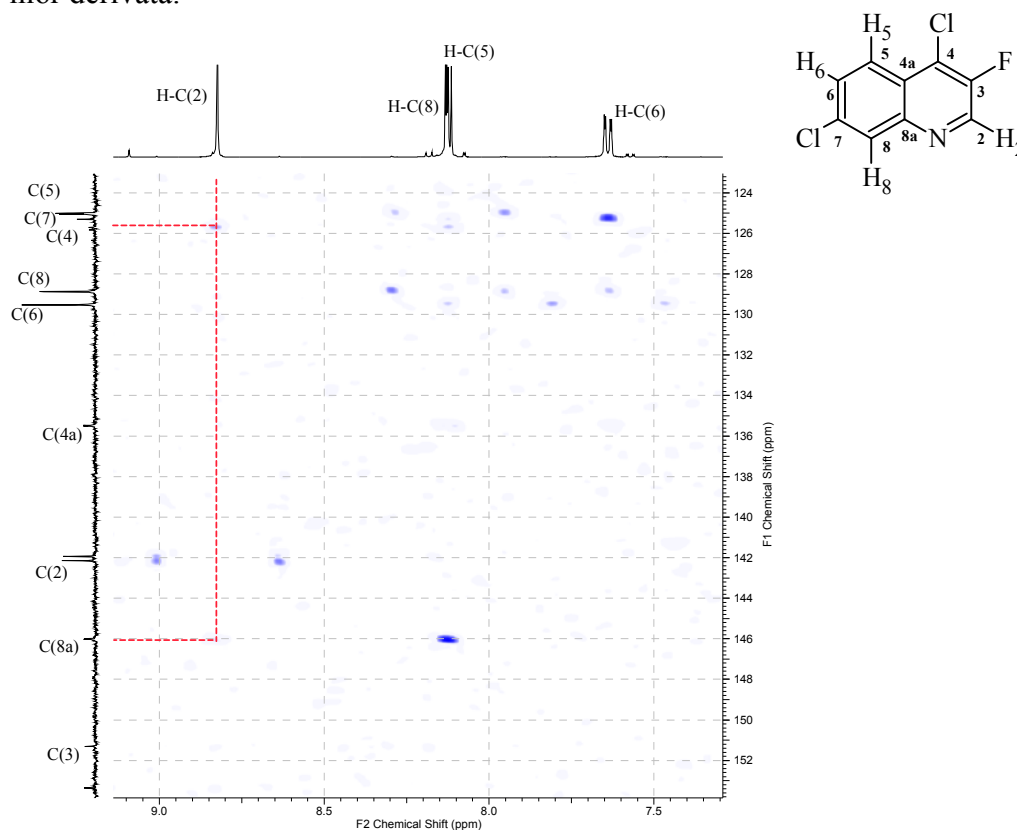 hlor derivata.
H-C(2)
H-C(8)
H-C(5)
H-C(6)
H5
Cl
4
5
4a
F
H6
6
3
Cl
7
8a
N
2
H2
8
H8
C(5)
C(7)
C(4)
C(8)
C(6)
C(4a)
C(2)
C(8a)
C(3)
124
126
128
130
132
134
136
138
140
142
144
146
148
150
152
F1 Chemical Shift (ppm)
9.0
8.5
8.0
7.5
F2 Chemical Shift (ppm)